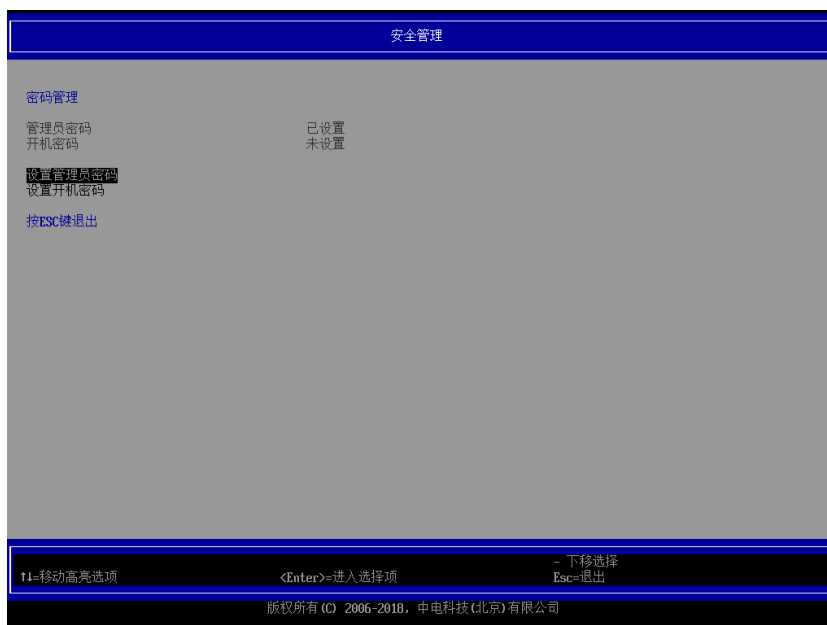 安全管理
密码管理
管理员密码 已设置
开机密码 未设置
设置管理员密码
设置开机密码
按ESC键退出
- 下移选择
↑↓=移动高亮选项 <Enter>=进入选择项 Esc=退出
版权所有(C) 2006-2018, 中电科技(北京)有限公司